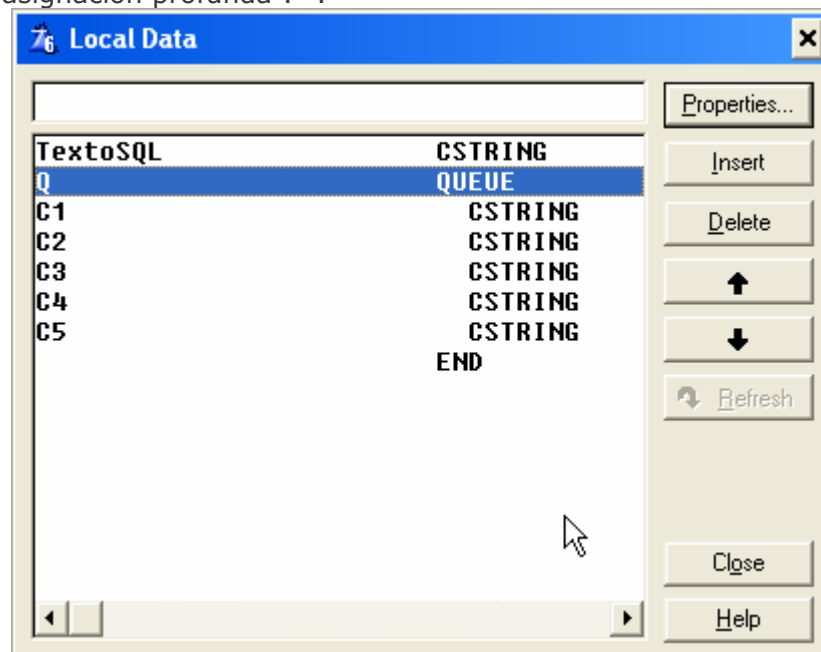 asignación profunda :=:
Local Data
Properties...
TextoSQL CSTRING
Insert
Q QUEUE
C1 CSTRING
Delete
C2 CSTRING
C3 CSTRING
C4 CSTRING
C5 CSTRING
END
Refresh
Close
Help